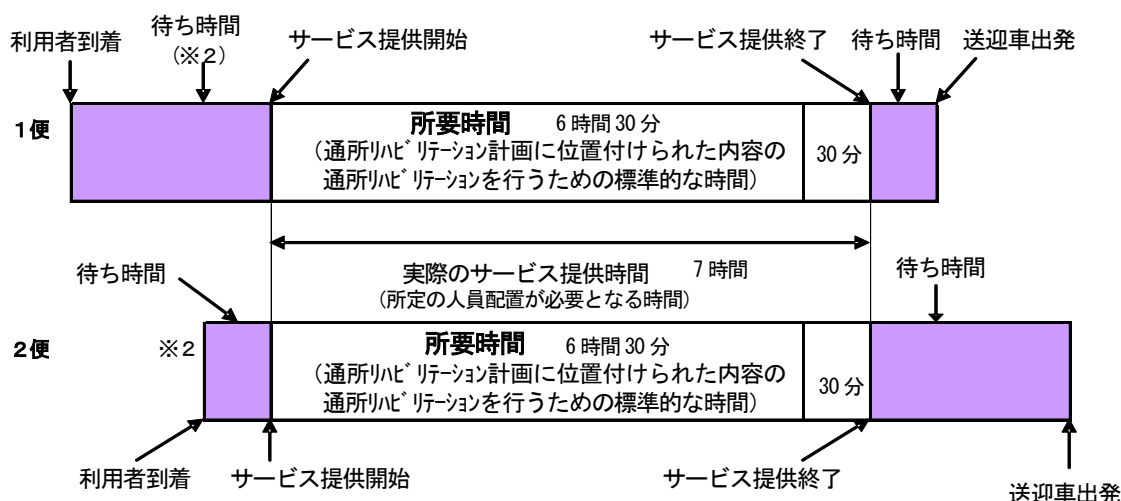 利用者到着
待ち時間
(※２)
サービス提供開始
サービス提供終了
待ち時間
送迎車出発
１便
所要時間　6時間30分
（通所ﾘﾊﾋﾞﾘﾃｰｼｮﾝ計画に位置付けられた内容の
通所ﾘﾊﾋﾞﾘﾃｰｼｮﾝを行うための標準的な時間）
30分
待ち時間
実際のサービス提供時間　7時間
（所定の人員配置が必要となる時間）
待ち時間
２便
※２
所要時間　6時間30分
（通所ﾘﾊﾋﾞﾘﾃｰｼｮﾝ計画に位置付けられた内容の
通所ﾘﾊﾋﾞﾘﾃｰｼｮﾝを行うための標準的な時間）
30分
利用者到着
サービス提供開始
サービス提供終了
送迎車出発